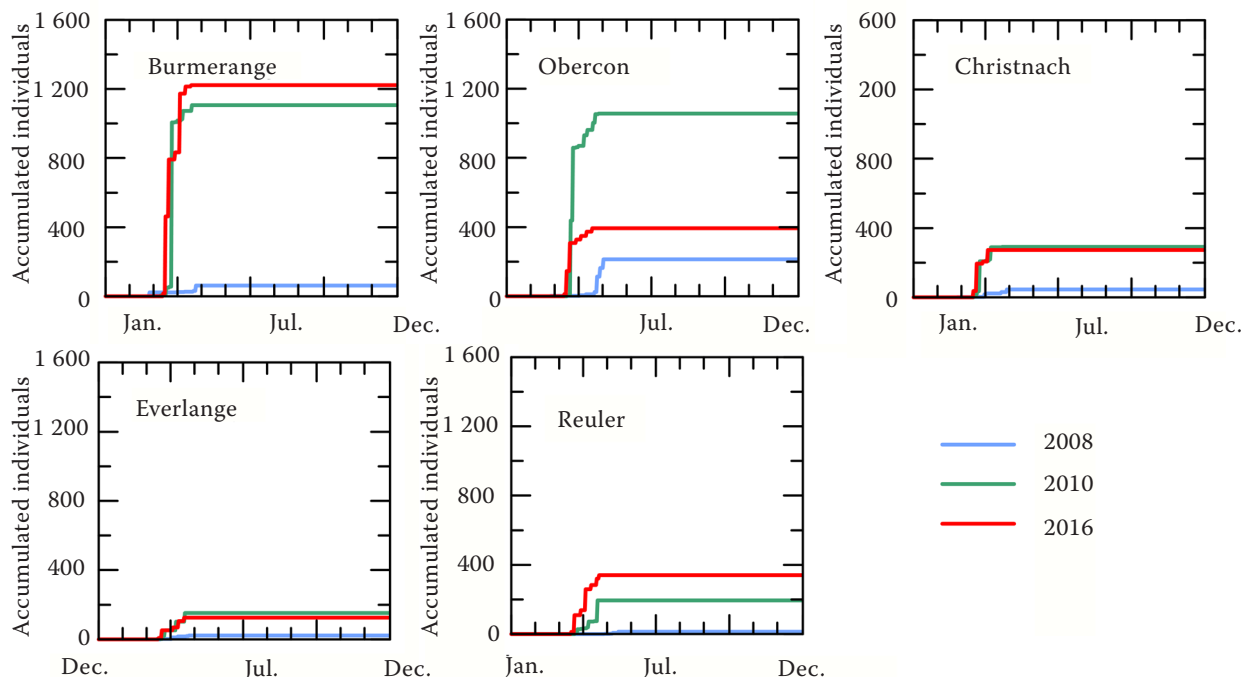 Accumulated individuals
1 600
1 200
800
400
0
Burmerange
Jan.
Jul.
Dec.
Accumulated individuals
1 600
1 200
800
400
0
Obercon
Jul.
Dec.
Accumulated individuals
600
200
800
400
0
Christnach
Jan.
Jul.
Dec.
Accumulated individuals
1 600
1 200
800
400
0
Everlange
Dec.
Jul.
Dec.
Accumulated individuals
1 600
1 200
800
400
0
Reuler
Jan.
Jul.
Dec.
2008
2010
2016